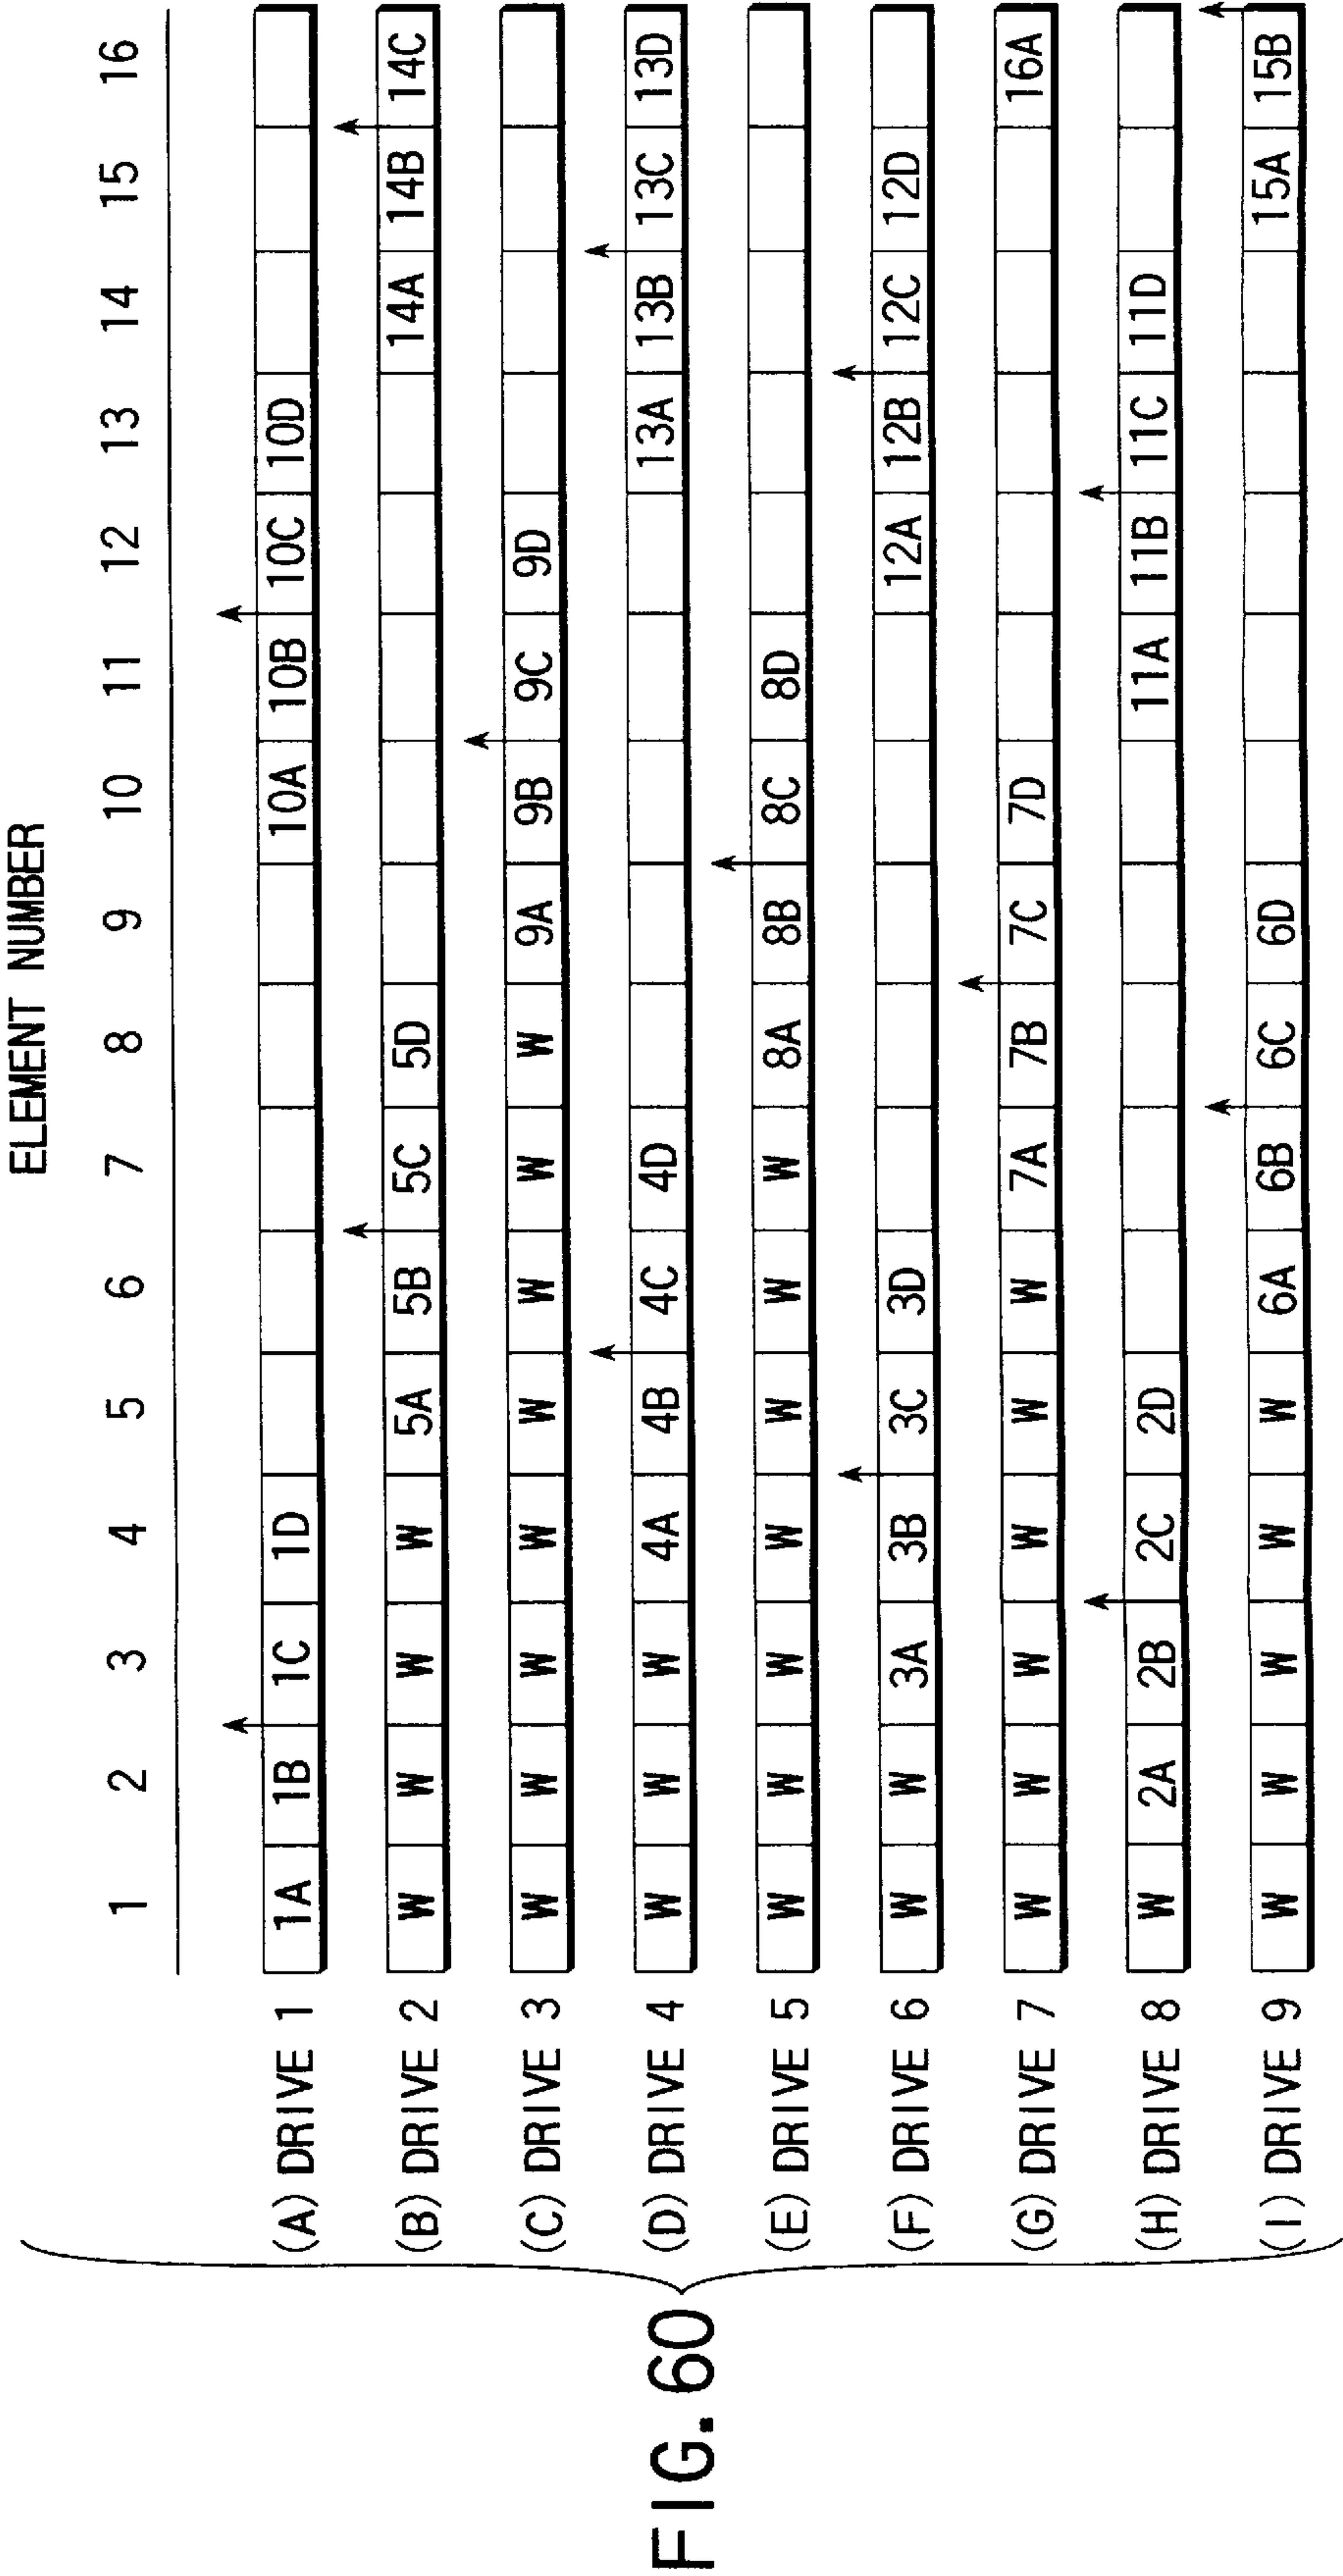 ELEMENT NUMBER
1 2 3 4 5 6 7 8 9 10 11 12 13 14 15 16
(A) DRIVE 1 1A 1B 1C 1D 10A 10B 10C 10D
(B) DRIVE 2 W W W W 5A 5B 5C 5D 14A 14B 14C
(C) DRIVE 3 W W W W W W W W 9A 9B 9C 9D
(D) DRIVE 4 W W W 4A 4B 4C 4D 13A 13B 13C 13D
(E) DRIVE 5 W W W W W W W 8A 8B 8C 8D
(F) DRIVE 6 W W 3A 3B 3C 3D 12A 12B 12C 12D
(G) DRIVE 7 W W W W W W 7A 7B 7C 7D 16A
(H) DRIVE 8 W 2A 2B 2C 2D 11A 11B 11C 11D
(I) DRIVE 9 W W W W W 6A 6B 6C 6D 15A 15B
FIG. 60